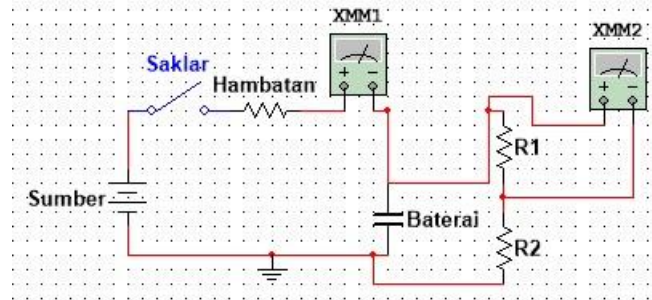 XMM1
XMM2
Saklar
Hambatan
+ −
+ −
R1
Sumber
Baterai
R2